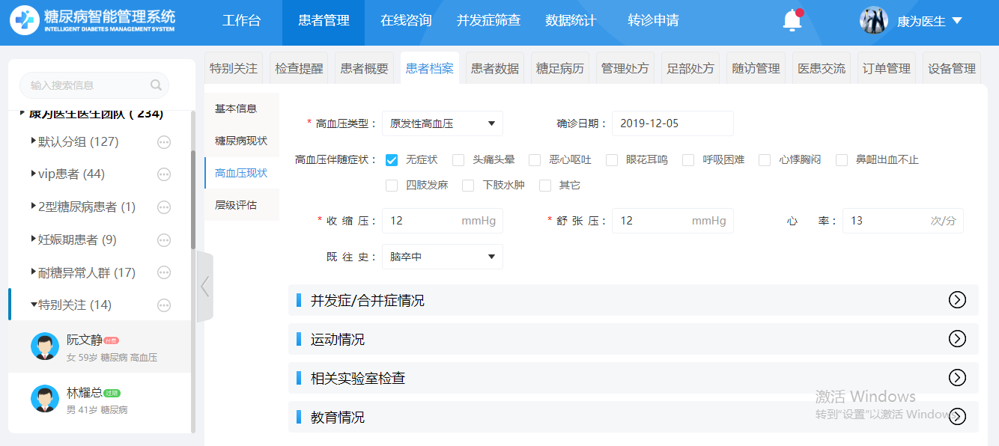 糖尿病智能管理系统
INTELLIGENT DIABETES MANAGEMENT SYSTEM
工作台 患者管理 在线咨询 并发症筛查 数据统计 转诊申请 康为医生
输入搜索信息
康为医生医生团队 ( 234)
默认分组 (127)
vip患者 (44)
2型糖尿病患者 (1)
妊娠期患者 (9)
耐糖异常人群 (17)
特别关注 (14)
阮文静 付费
女 59岁 糖尿病 高血压
林耀总 过期
男 41岁 糖尿病
特别关注 检查提醒 患者概要 患者档案 患者数据 糖足病历 管理处方 足部处方 随访管理 医患交流 订单管理 设备管理
基本信息
糖尿病现状
高血压现状
层级评估
* 高血压类型： 原发性高血压 确诊日期： 2019-12-05
高血压伴随症状： 无症状 头痛头晕 恶心呕吐 眼花耳鸣 呼吸困难 心悸胸闷 鼻衄出血不止
四肢发麻 下肢水肿 其它
* 收 缩 压： 12 mmHg * 舒 张 压： 12 mmHg 心 率： 13 次/分
既 往 史： 脑卒中
并发症/合并症情况
运动情况
相关实验室检查
教育情况
激活 Windows
转到“设置”以激活 Windows。